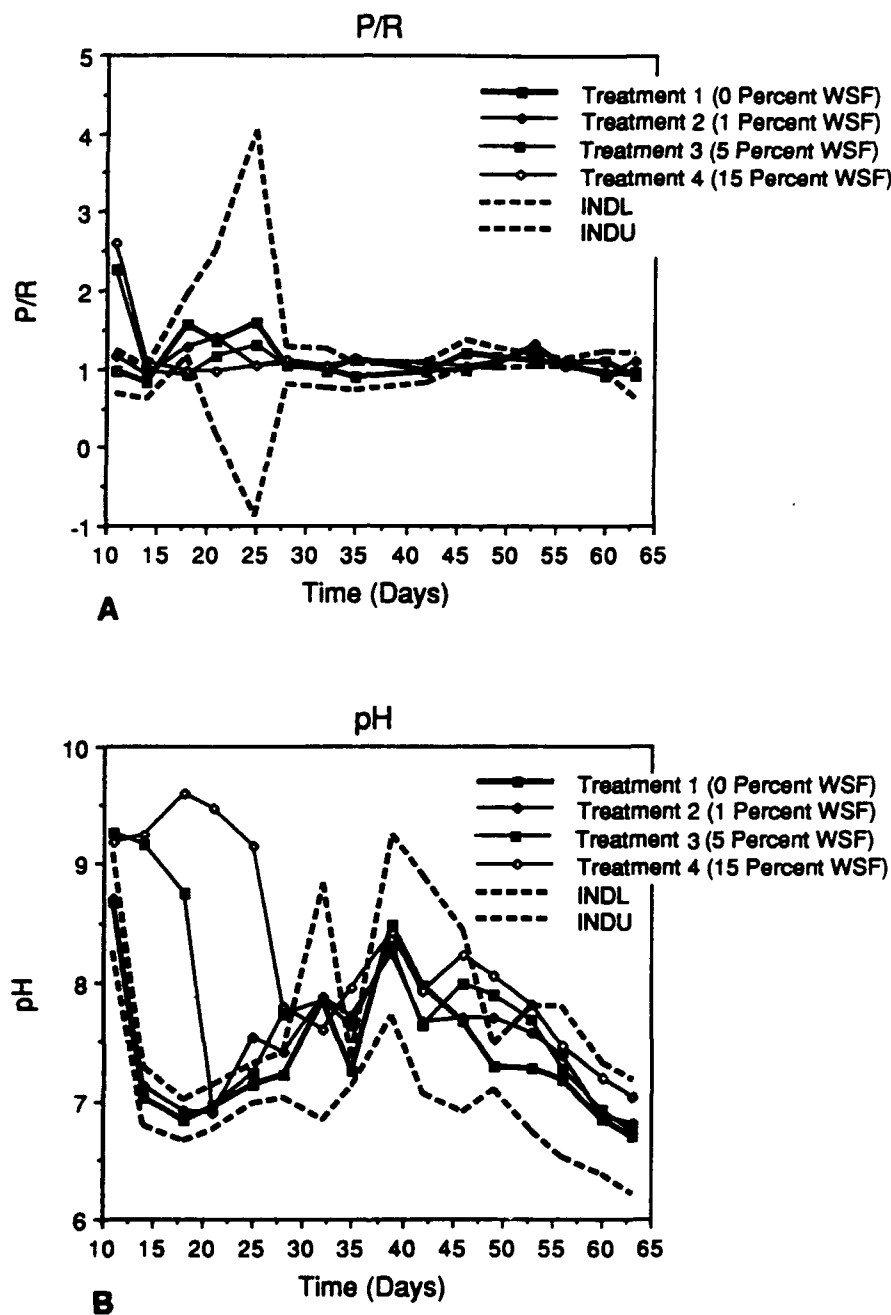 P/R
5
4
3
2
1
0
-1
P/R
Treatment 1 (0 Percent WSF)
Treatment 2 (1 Percent WSF)
Treatment 3 (5 Percent WSF)
Treatment 4 (15 Percent WSF)
INDL
INDU
10 15 20 25 30 35 40 45 50 55 60 65
Time (Days)
A
pH
10
9
8
7
6
pH
Treatment 1 (0 Percent WSF)
Treatment 2 (1 Percent WSF)
Treatment 3 (5 Percent WSF)
Treatment 4 (15 Percent WSF)
INDL
INDU
10 15 20 25 30 35 40 45 50 55 60 65
Time (Days)
B